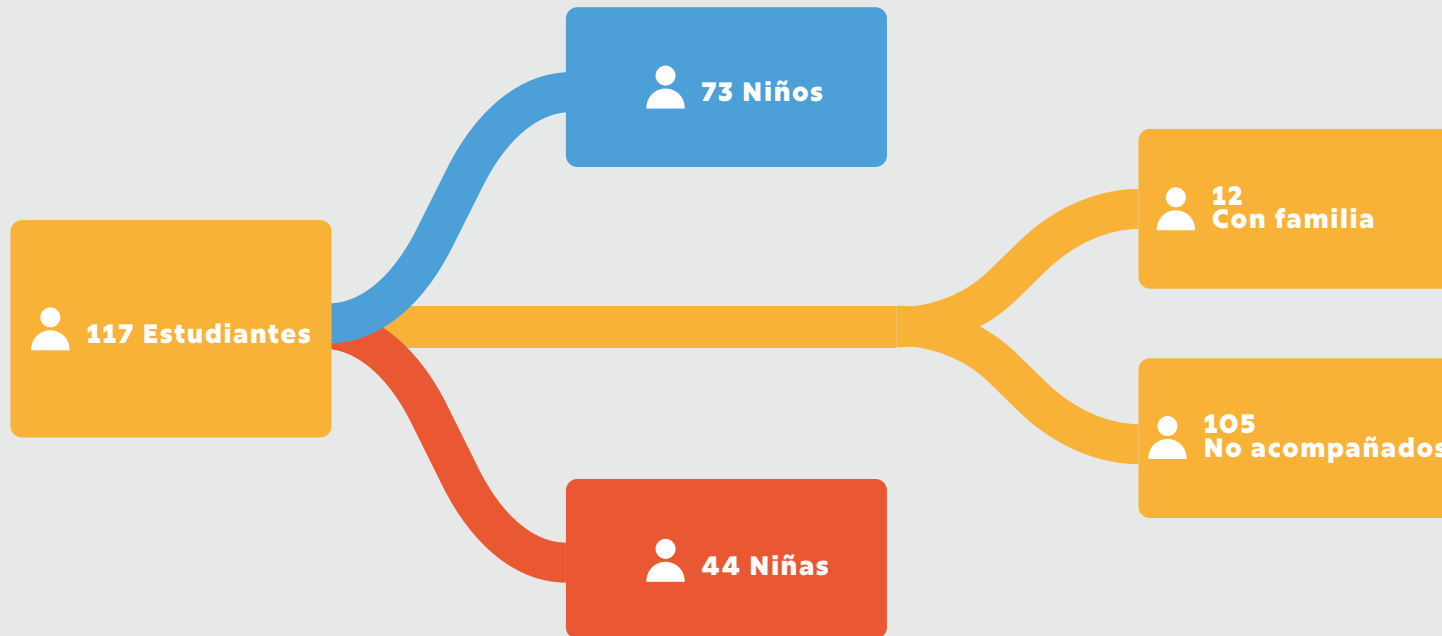 73 Niños
12
Con familia
117 Estudiantes
105
No acompañados
44 Niñas